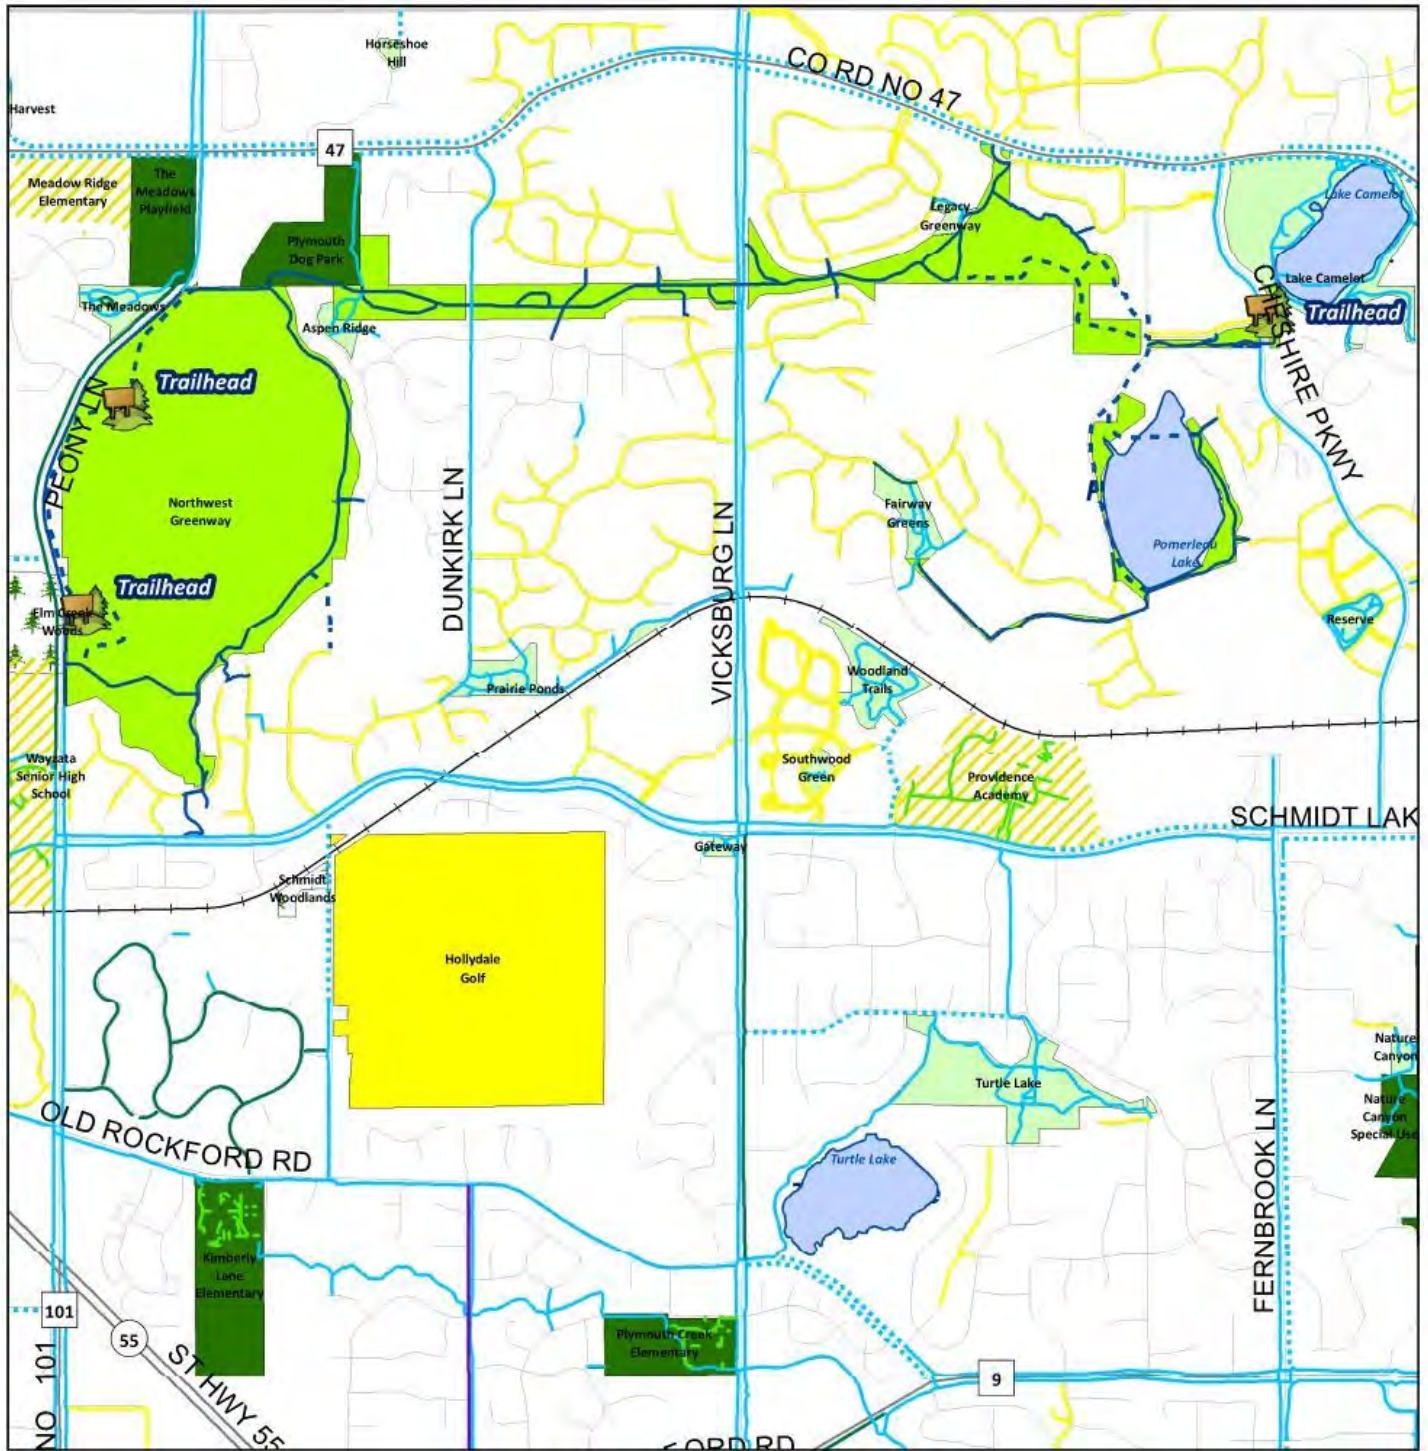 Horseshoe
Hill
CO RD NO 47
Harvest
47
Meadow Ridge
Elementary
The
Meadows
Playfield
Plymouth
Dog Park
Legacy
Greenway
Lake Camelot
Lake Camelot
The Meadows
Aspen Ridge
Trailhead
CHESHIRE PKWY
Trailhead
PEONY LN
Northwest
Greenway
DUNKIRK LN
VICKSBURG LN
Fairway
Greens
Pomerleau
Lake
Trailhead
Elm Creek
Woods
Reserve
Prairie Ponds
Woodland
Trails
Wayzata
Senior High
School
Southwood
Green
Providence
Academy
SCHMIDT LAK
Gateway
Schmidt
Woodlands
Hollydale
Golf
Nature
Canyon
Turtle Lake
Nature
Canyon
Special Use
OLD ROCKFORD RD
Turtle Lake
FERNBROOK LN
Kimberly
Lane
Elementary
101
55
Plymouth Creek
Elementary
9
ST HWY 55
NO 101
FORD RD